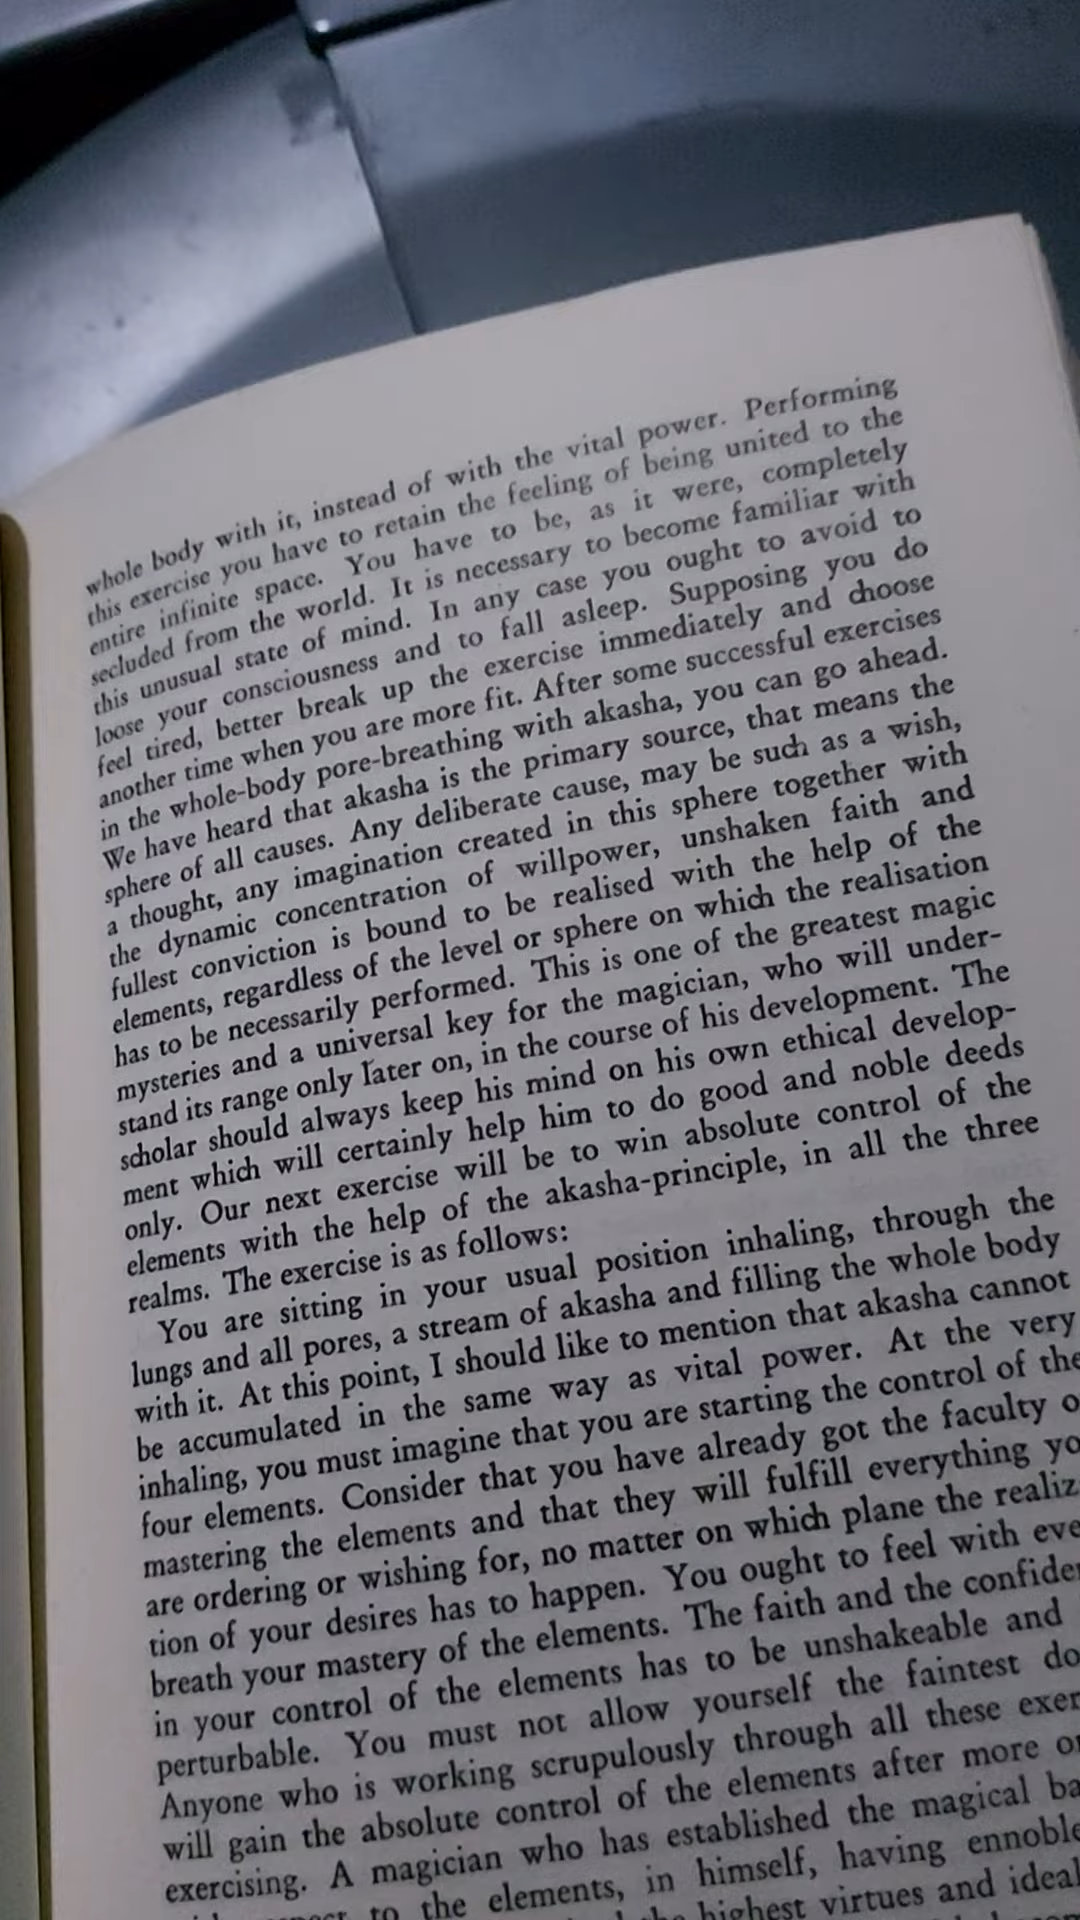 whole body with it, instead of with the vital power. Performing
this exercise you have to retain the feeling of being united to the
entire infinite space. You have to be, as it were, completely
secluded from the world. It is necessary to become familiar with
this unusual state of mind. In any case you ought to avoid to
loose your consciousness and to fall asleep. Supposing you do
feel tired, better break up the exercise immediately and choose
another time when you are more fit. After some successful exercises
in the whole-body pore-breathing with akasha, you can go ahead.
We have heard that akasha is the primary source, that means the
sphere of all causes. Any deliberate cause, may be such as a wish,
a thought, any imagination created in this sphere together with
the dynamic concentration of willpower, unshaken faith and
fullest conviction is bound to be realised with the help of the
elements, regardless of the level or sphere on which the realisation
has to be necessarily performed. This is one of the greatest magic
mysteries and a universal key for the magician, who will under-
stand its range only later on, in the course of his development. The
scholar should always keep his mind on his own ethical develop-
ment which will certainly help him to do good and noble deeds
only. Our next exercise will be to win absolute control of the
elements with the help of the akasha-principle, in all the three
realms. The exercise is as follows:
You are sitting in your usual position inhaling, through the
lungs and all pores, a stream of akasha and filling the whole body
with it. At this point, I should like to mention that akasha cannot
be accumulated in the same way as vital power. At the very
inhaling, you must imagine that you are starting the control of the
four elements. Consider that you have already got the faculty o
mastering the elements and that they will fulfill everything yo
are ordering or wishing for, no matter on which plane the realiz
tion of your desires has to happen. You ought to feel with eve
breath your mastery of the elements. The faith and the confide
in your control of the elements has to be unshakeable and
perturbable. You must not allow yourself the faintest do
Anyone who is working scrupulously through all these exer
will gain the absolute control of the elements after more o
exercising. A magician who has established the magical ba
to the elements, in himself, having ennoble
highest virtues and ideal